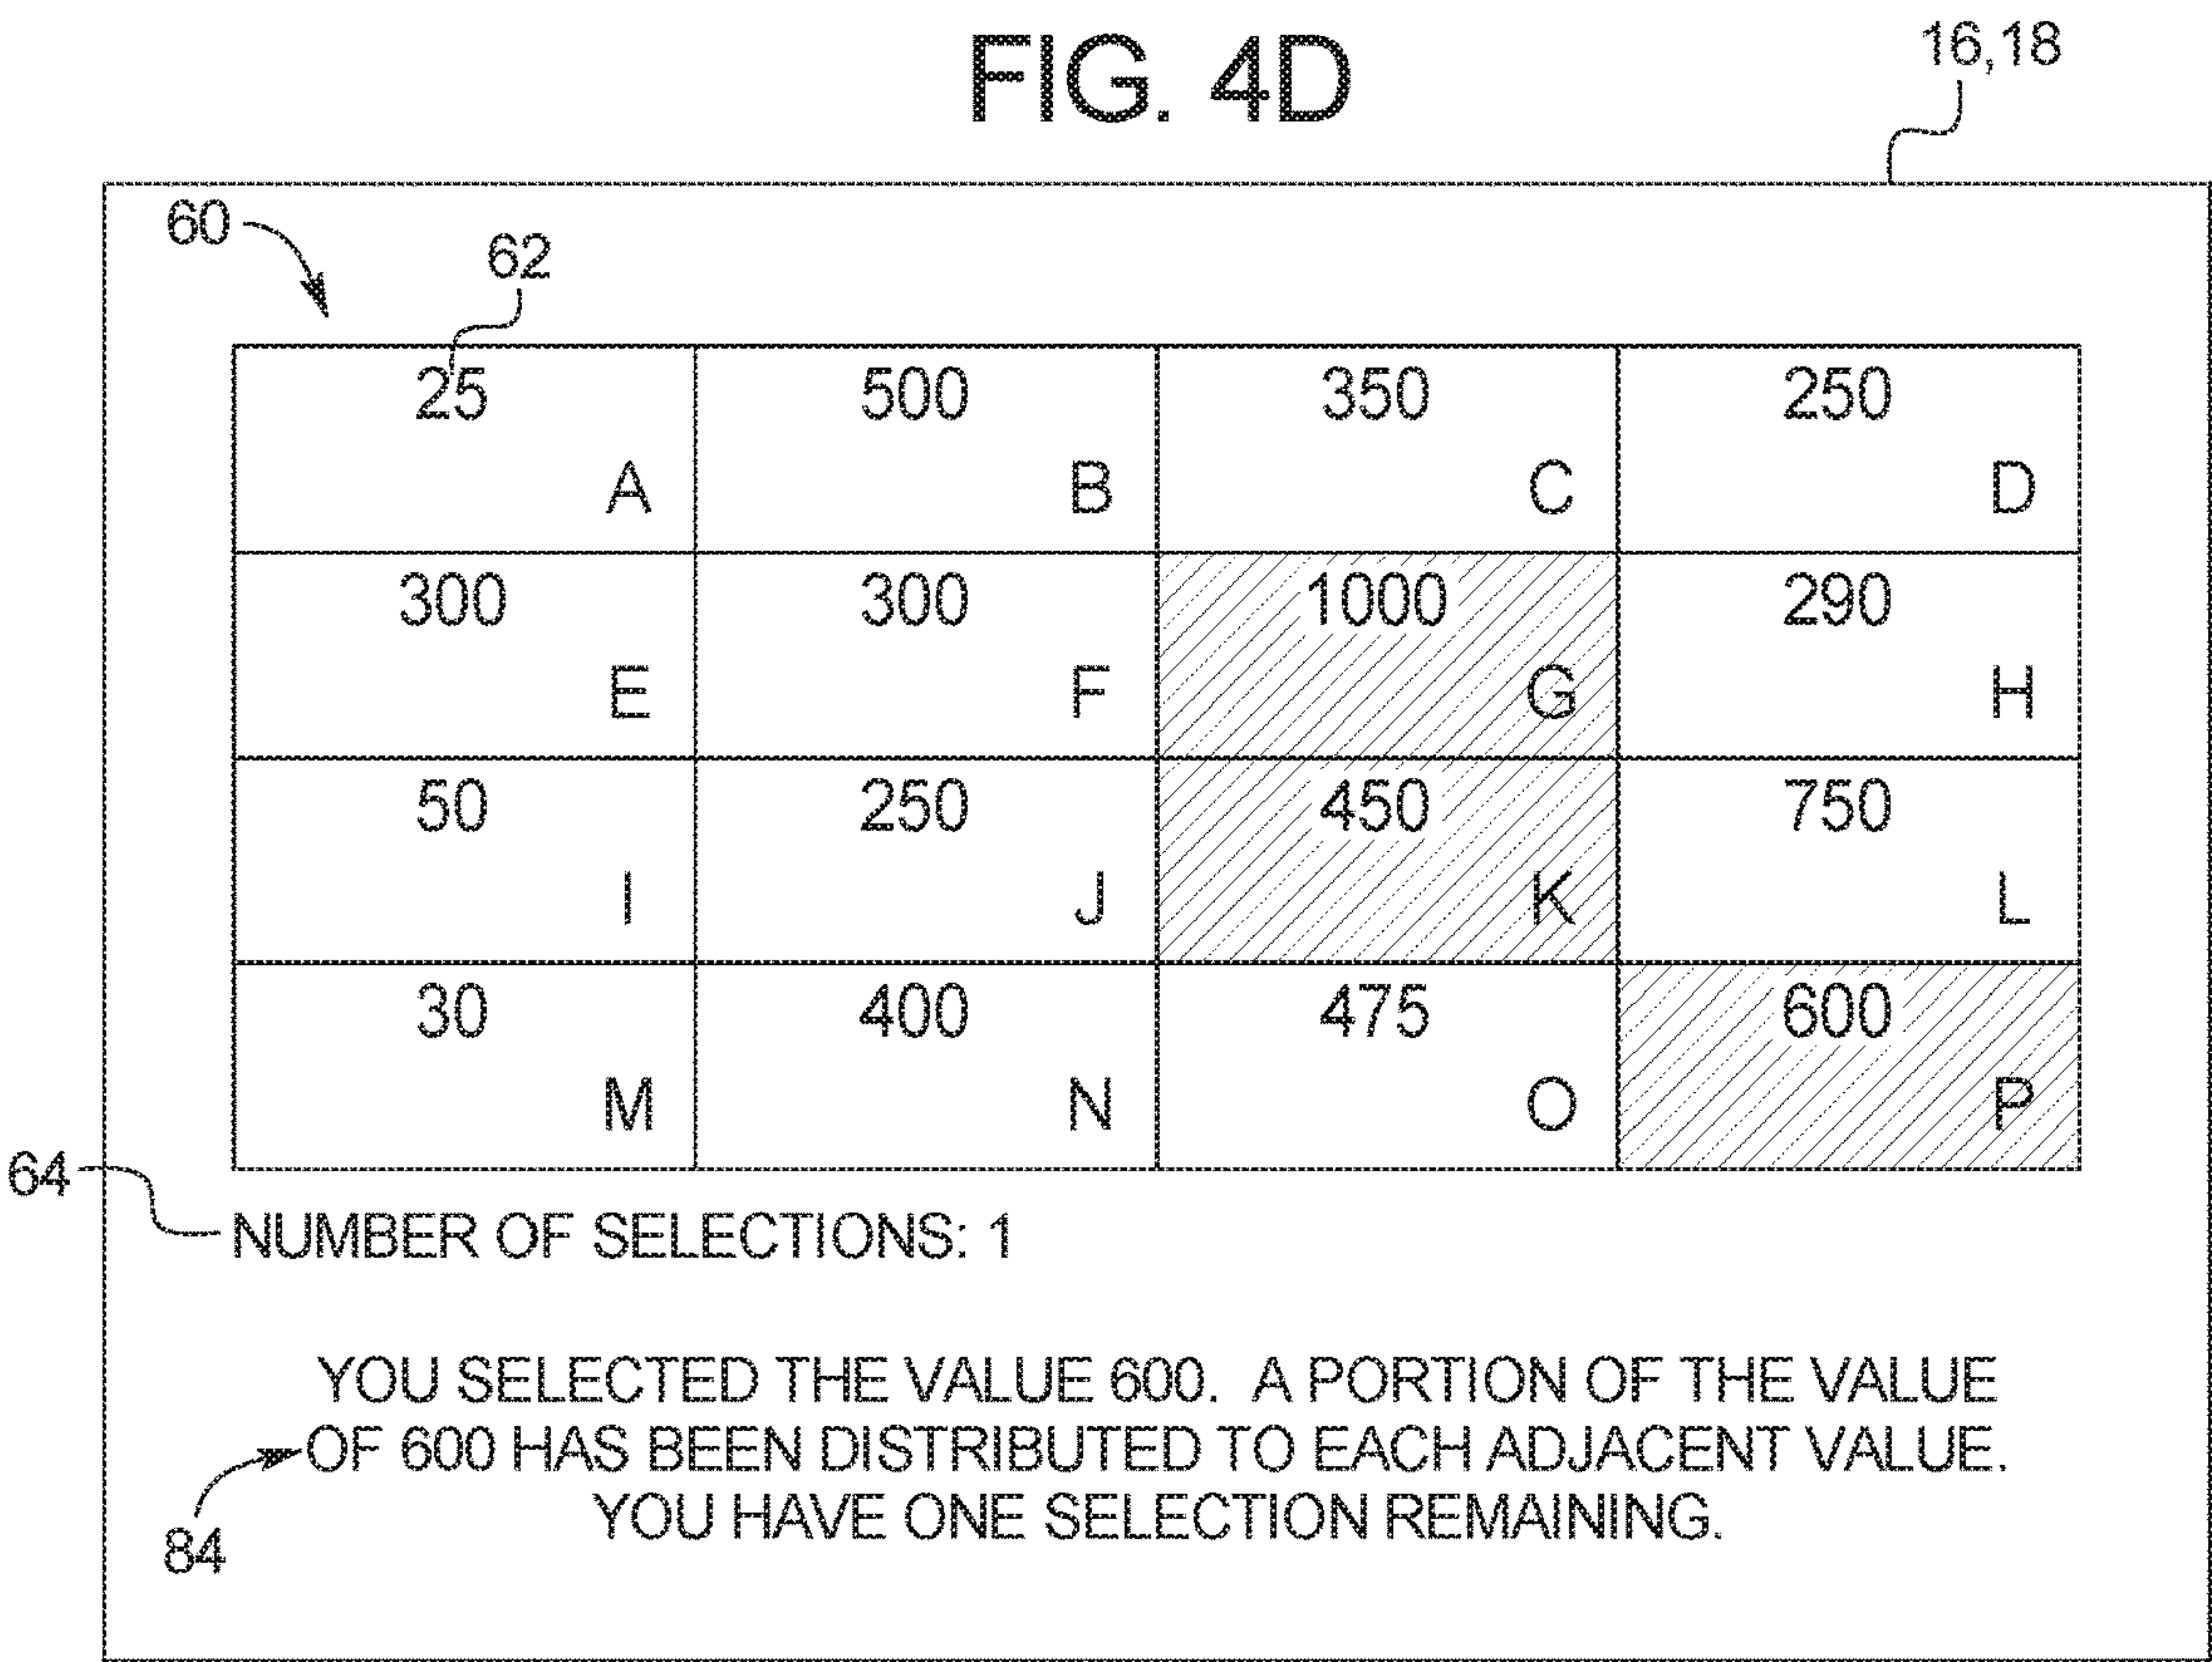 FIG. 4D
16,18
60
62
25 500 350 250
A B C D
300 300 1000 290
E F G H
50 250 450 750
I J K L
30 400 475 600
M N O P
64
NUMBER OF SELECTIONS: 1
YOU SELECTED THE VALUE 600. A PORTION OF THE VALUE
OF 600 HAS BEEN DISTRIBUTED TO EACH ADJACENT VALUE.
YOU HAVE ONE SELECTION REMAINING.
84